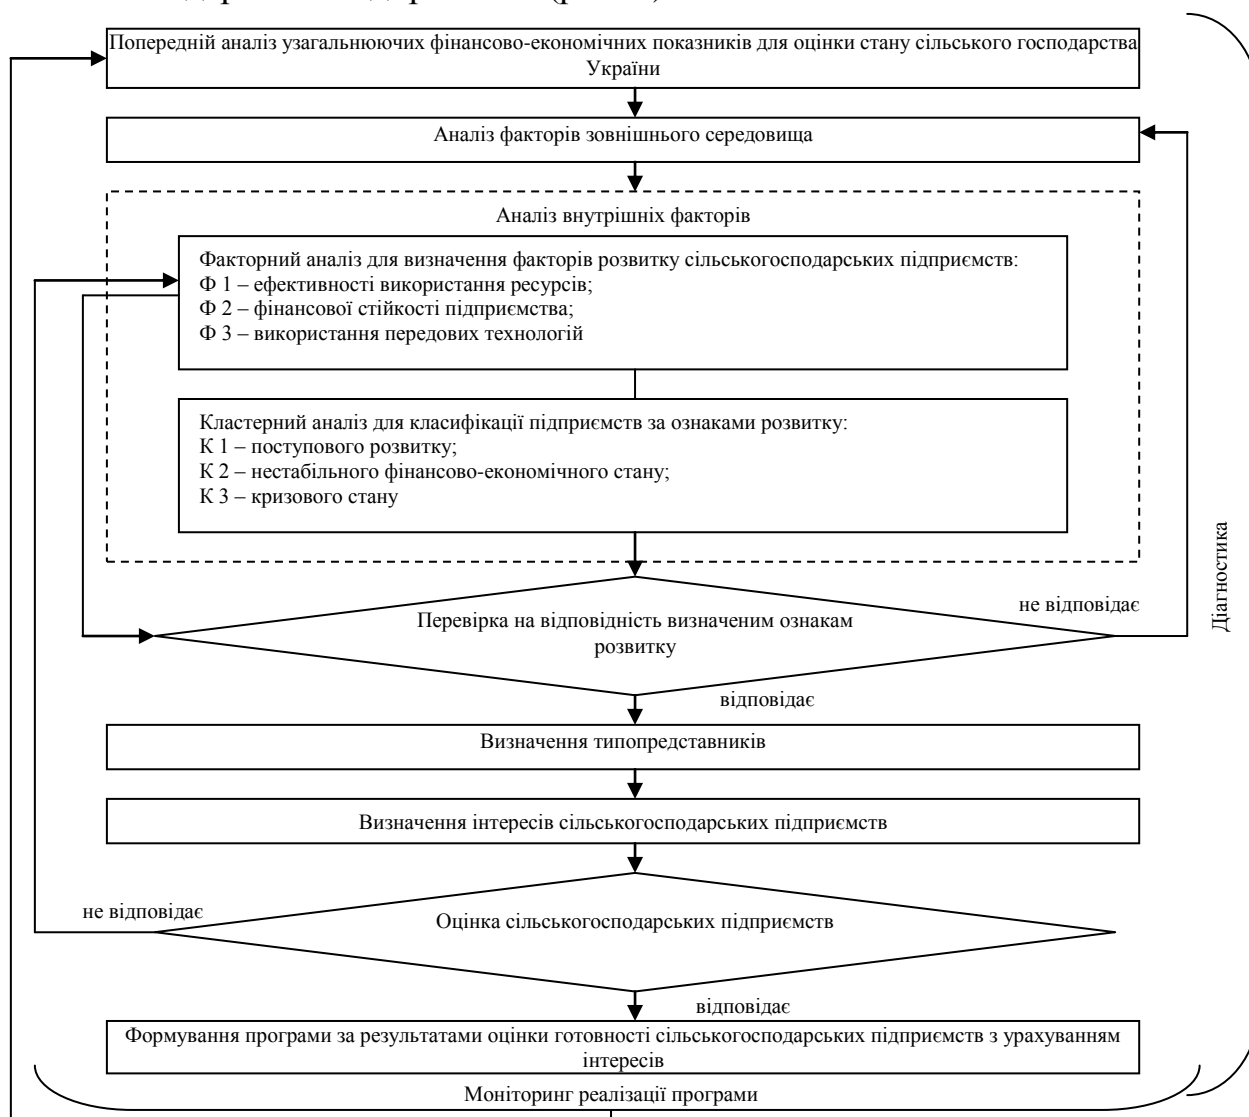 Попередній аналіз узагальнюючих фінансово-економічних показників для оцінки стану сільського господарства
України
Аналіз факторів зовнішнього середовища
Аналіз внутрішніх факторів
Факторний аналіз для визначення факторів розвитку сільськогосподарських підприємств:
Ф 1 – ефективності використання ресурсів;
Ф 2 – фінансової стійкості підприємства;
Ф 3 – використання передових технологій
Кластерний аналіз для класифікації підприємств за ознаками розвитку:
К 1 – поступового розвитку;
К 2 – нестабільного фінансово-економічного стану;
К 3 – кризового стану
Діагностика
не відповідає
Перевірка на відповідність визначеним ознакам
розвитку
відповідає
Визначення типопредставників
Визначення інтересів сільськогосподарських підприємств
не відповідає
Оцінка сільськогосподарських підприємств
відповідає
Формування програми за результатами оцінки готовності сільськогосподарських підприємств з урахуванням
інтересів
Моніторинг реалізації програми